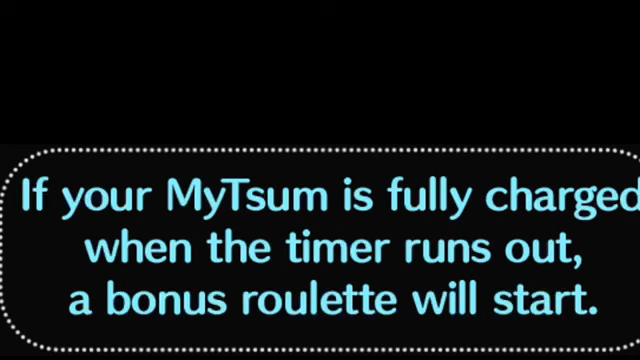 If your MyTsum is fully charged
when the timer runs out,
a bonus roulette will start.